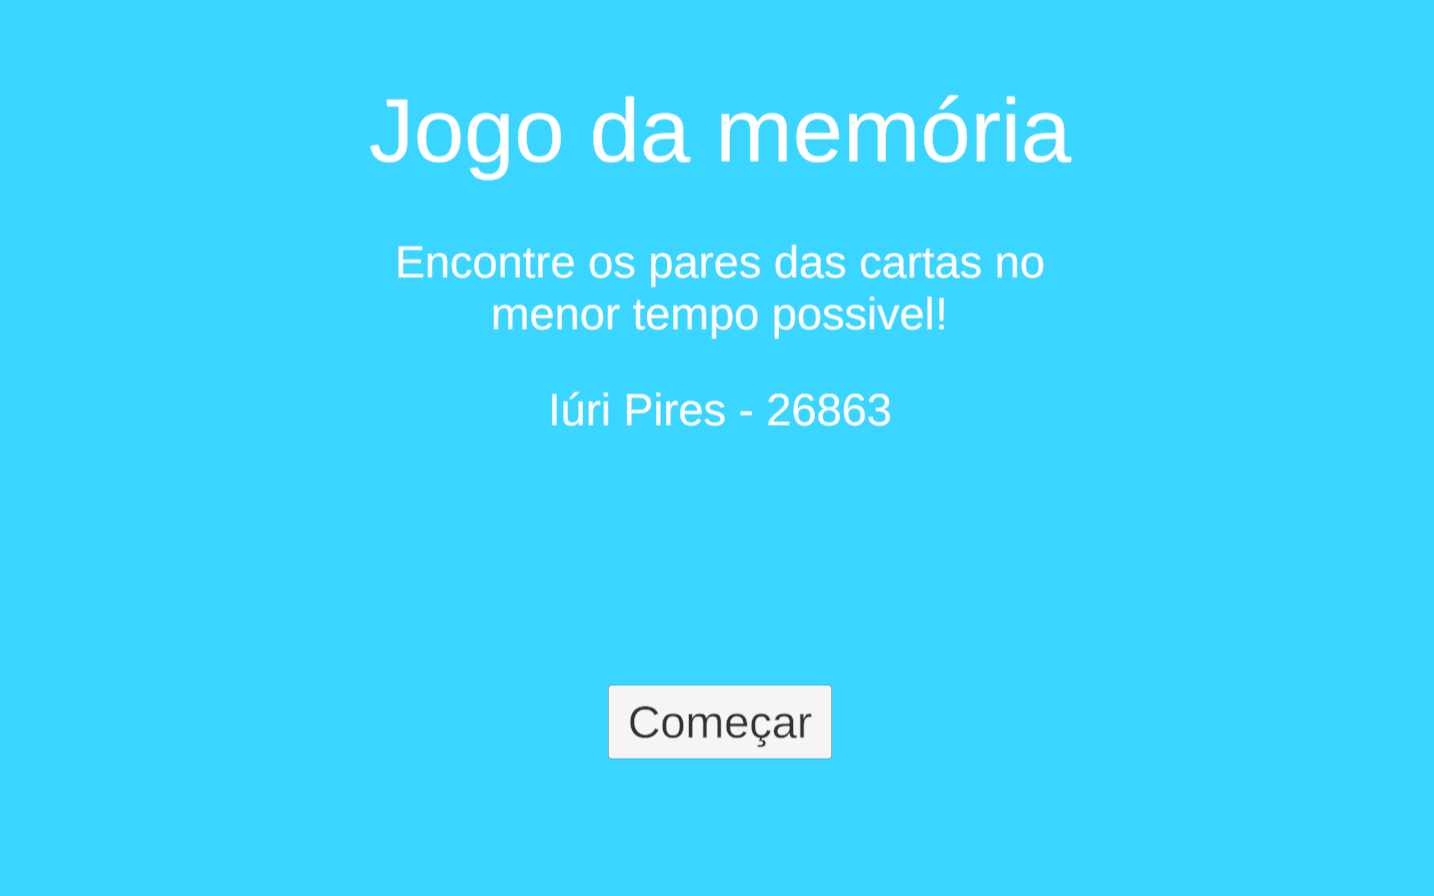 Jogo da memória
Encontre os pares das cartas no
menor tempo possivel!
Iúri Pires - 26863
Começar